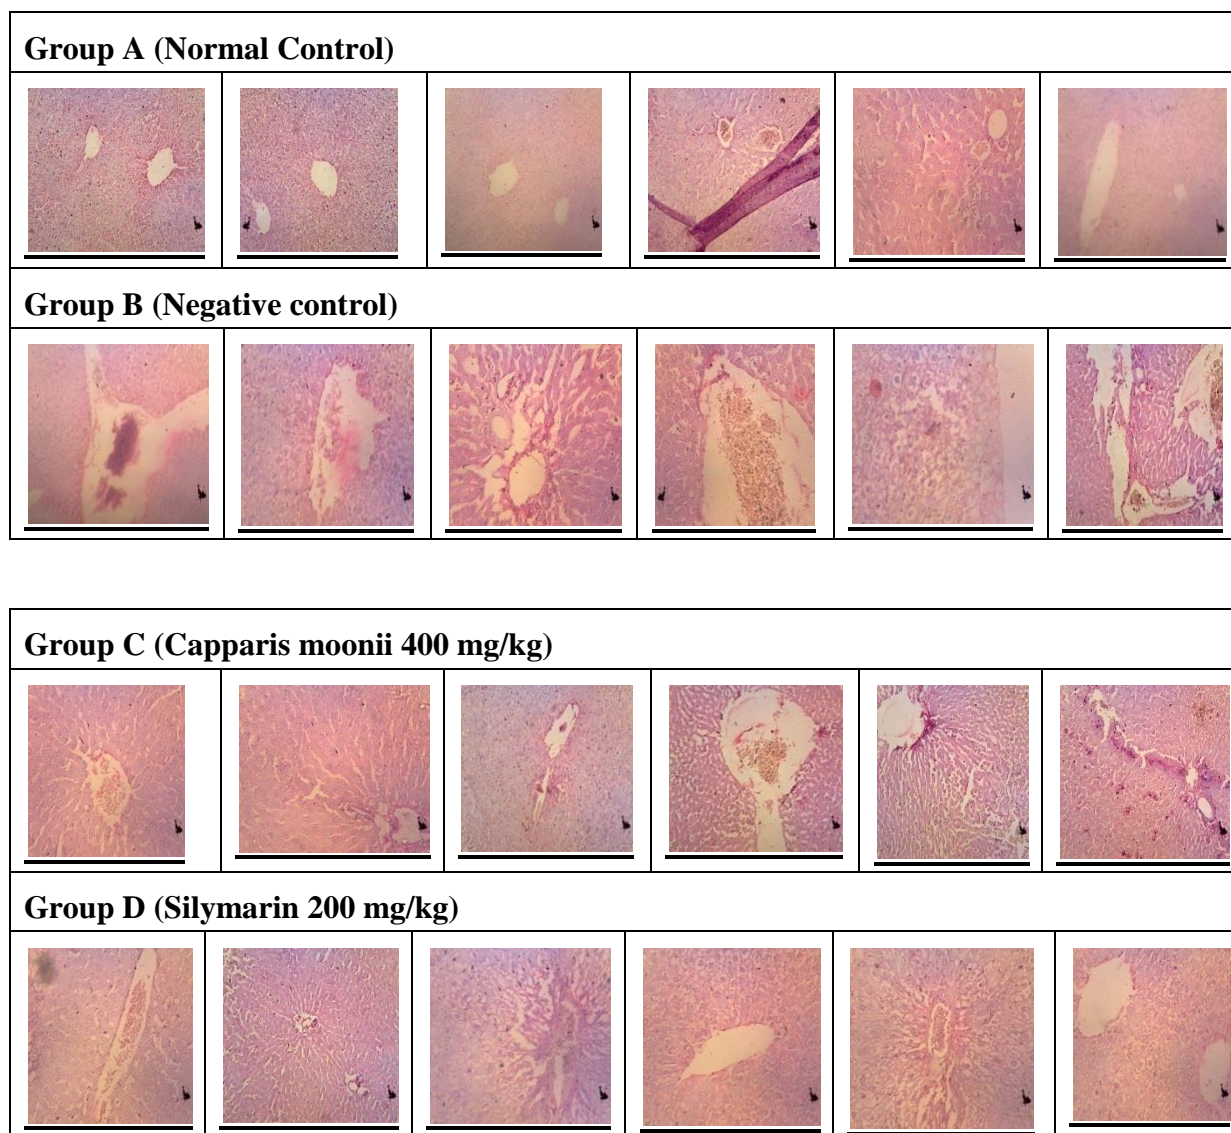 Group A (Normal Control)
Group B (Negative control)
Group C (Capparis moonii 400 mg/kg)
Group D (Silymarin 200 mg/kg)